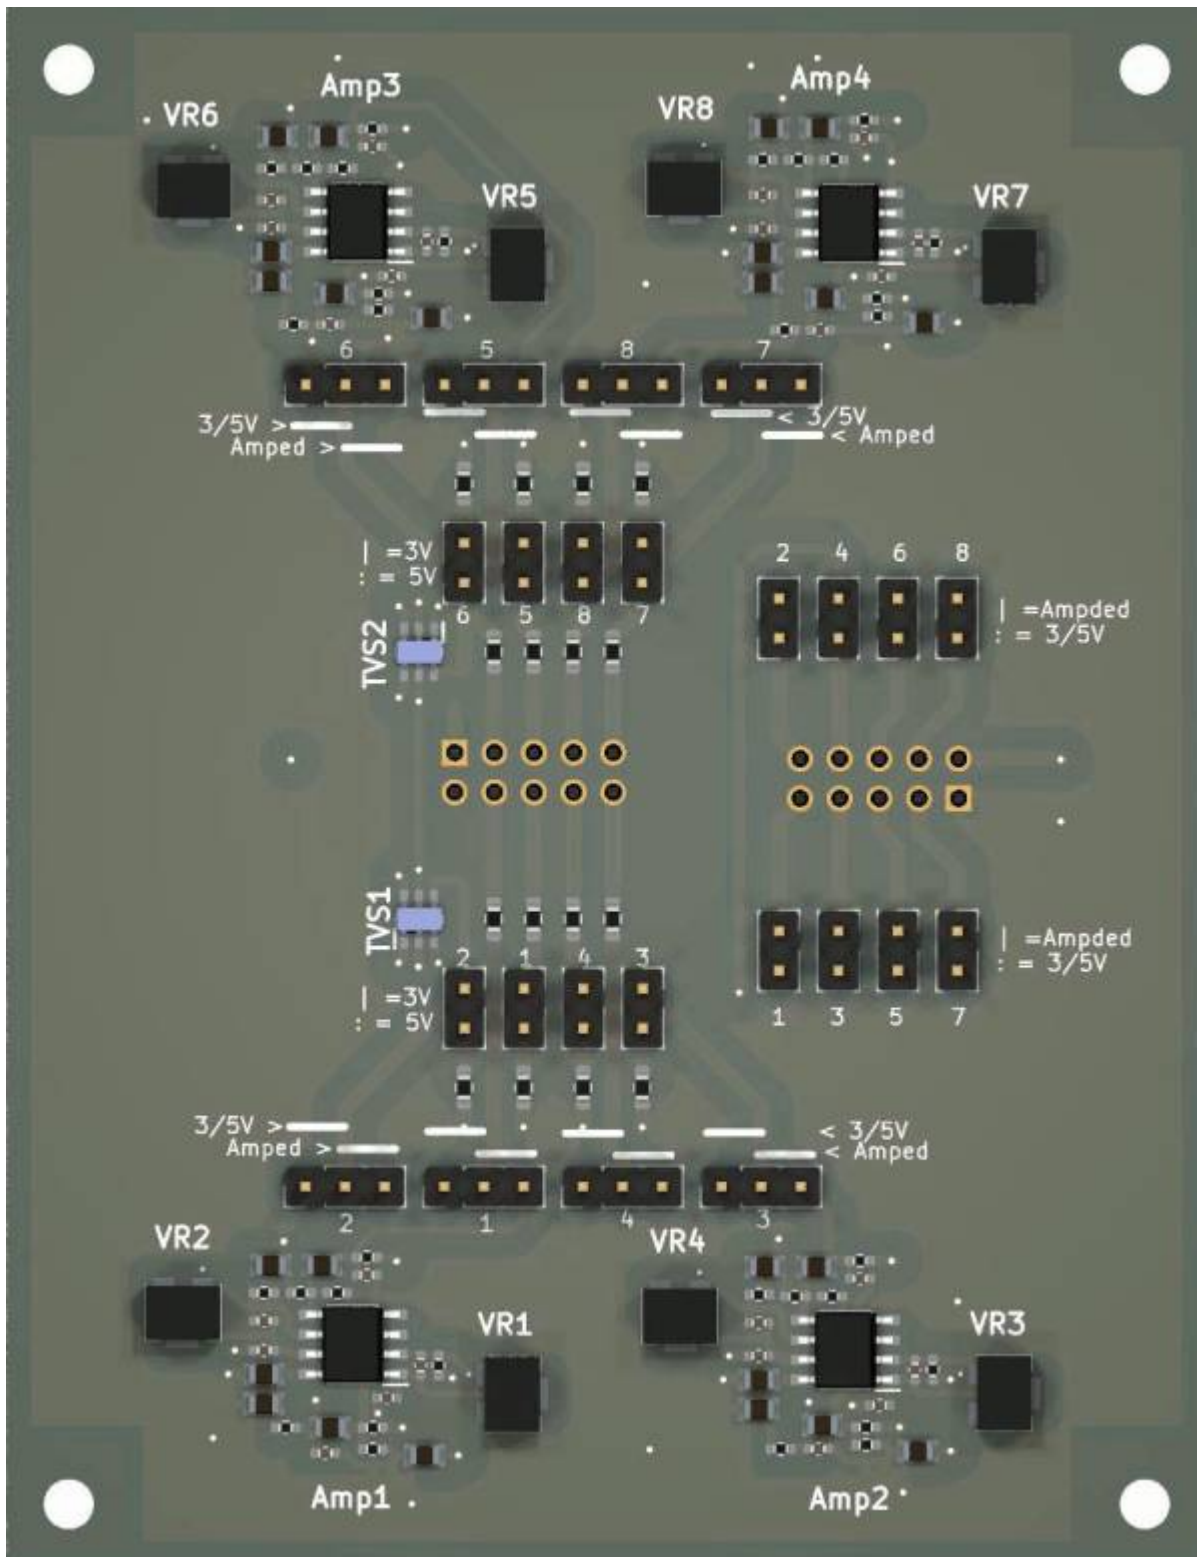 Amp3
Amp4
VR6
VR8
VR5
VR7
6
5
8
7
3/5V >
< 3/5V
Amped >
< Amped
| =3V
: = 5V
2
4
6
8
| =Ampded
: = 3/5V
6
5
8
7
TVS2
TVS1
| =Ampded
: = 3/5V
2
1
4
3
| =3V
: = 5V
1
3
5
7
3/5V >
< 3/5V
Amped >
< Amped
2
1
4
3
VR2
VR4
VR1
VR3
Amp1
Amp2